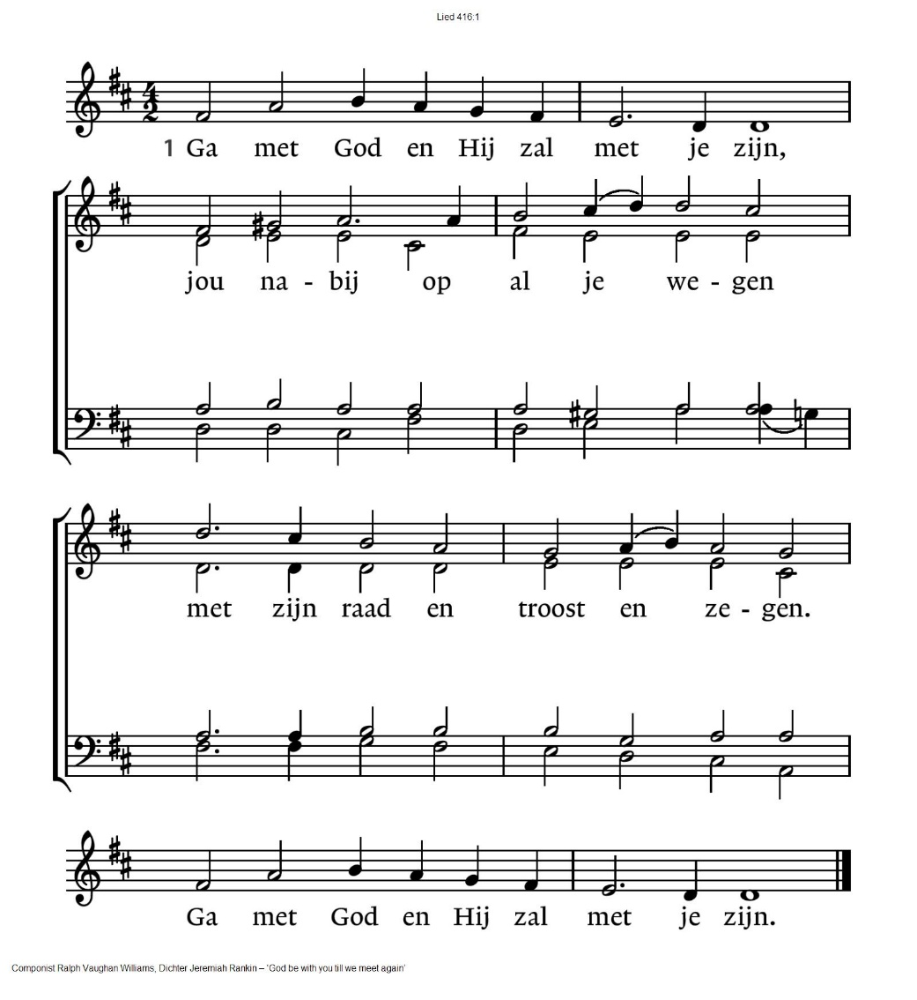 Lied 416:1
1 Ga met God en Hij zal met je zijn,
jou na - bij op al je we - gen
met zijn raad en troost en ze - gen.
Ga met God en Hij zal met je zijn.
Componist Ralph Vaughan Williams, Dichter Jeremiah Rankin – 'God be with you till we meet again'